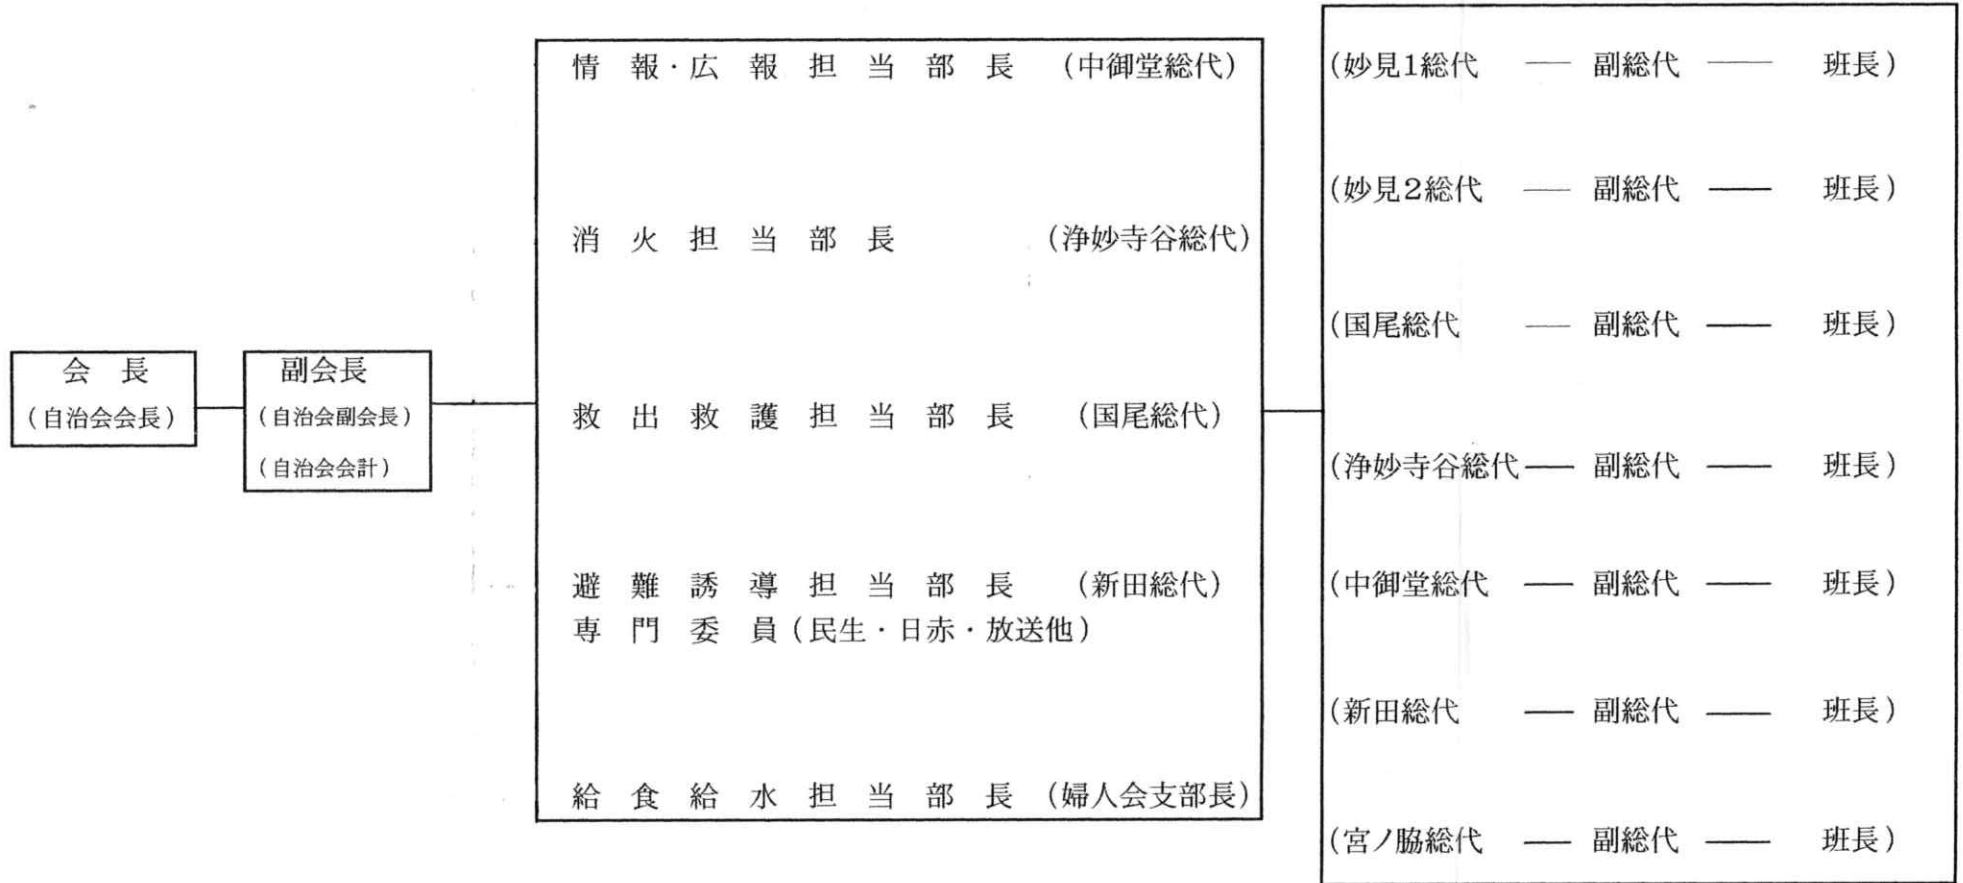 会 長
(自治会会長)
副会長
(自治会副会長)
(自治会会計)
情 報・広 報 担 当 部 長 (中御堂総代)
消 火 担 当 部 長 (浄妙寺谷総代)
救 出 救 護 担 当 部 長 (国尾総代)
避 難 誘 導 担 当 部 長 (新田総代)
専 門 委 員(民生・日赤・放送他)
給 食 給 水 担 当 部 長 (婦人会支部長)
(妙見1総代 ― 副総代 ― 班長)
(妙見2総代 ― 副総代 ― 班長)
(国尾総代 ― 副総代 ― 班長)
(浄妙寺谷総代 ― 副総代 ― 班長)
(中御堂総代 ― 副総代 ― 班長)
(新田総代 ― 副総代 ― 班長)
(宮ノ脇総代 ― 副総代 ― 班長)